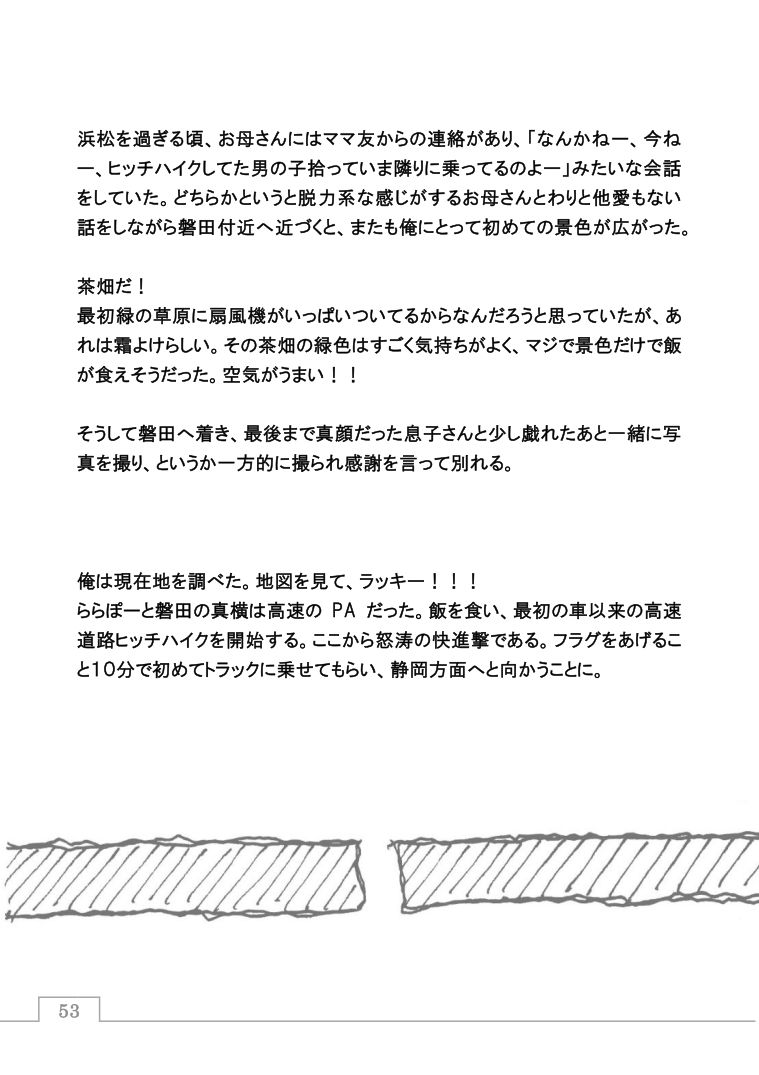 浜松を過ぎる頃、お母さんにはママ友からの連絡があり、「なんかねー、今ね
ー、ヒッチハイクしてた男の子拾っていま隣りに乗ってるのよー」みたいな会話
をしていた。どちらかというと脱力系な感じがするお母さんとわりと他愛もない
話をしながら磐田付近へ近づくと、またも俺にとって初めての景色が広がった。
茶畑だ！
最初緑の草原に扇風機がいっぱいついてるからなんだろうと思っていたが、あ
れは霜よけらしい。その茶畑の緑色はすごく気持ちがよく、マジで景色だけで飯
が食えそうだった。空気がうまい！！
そうして磐田へ着き、最後まで真顔だった息子さんと少し戯れたあと一緒に写
真を撮り、というか一方的に撮られ感謝を言って別れる。
俺は現在地を調べた。地図を見て、ラッキー！！！
ららぽーと磐田の真横は高速の PA だった。飯を食い、最初の車以来の高速
道路ヒッチハイクを開始する。ここから怒涛の快進撃である。フラグをあげるこ
と10分で初めてトラックに乗せてもらい、静岡方面へと向かうことに。
53